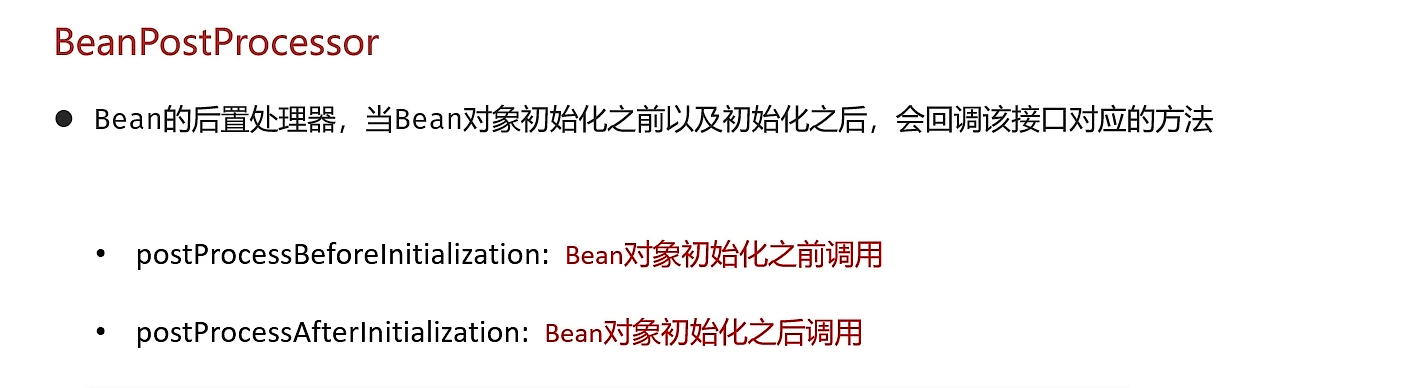 BeanPostProcessor
● Bean的后置处理器，当Bean对象初始化之前以及初始化之后，会回调该接口对应的方法
• postProcessBeforeInitialization: Bean对象初始化之前调用
• postProcessAfterInitialization: Bean对象初始化之后调用